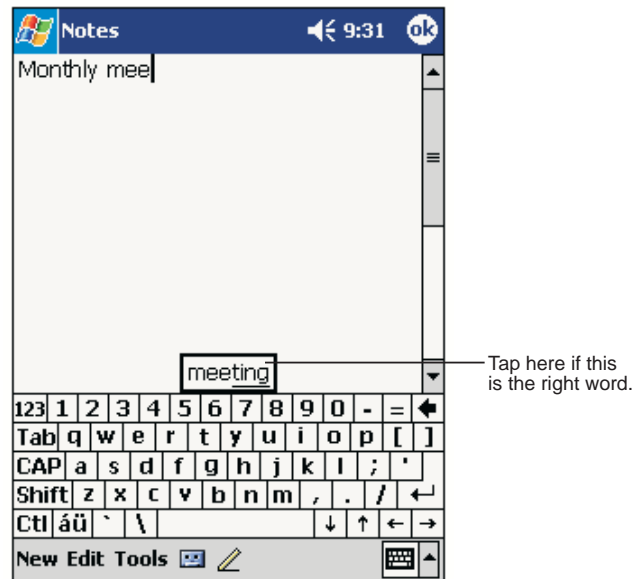 Notes 9:31 ok
Monthly mee
meeting
Tap here if this
is the right word.
123 1 2 3 4 5 6 7 8 9 0 - =
Tab q w e r t y u i o p [ ]
CAP a s d f g h j k l ; '
Shift z x c v b n m , . /
Ctl áü ` \ ↓ ↑ ← →
New Edit Tools